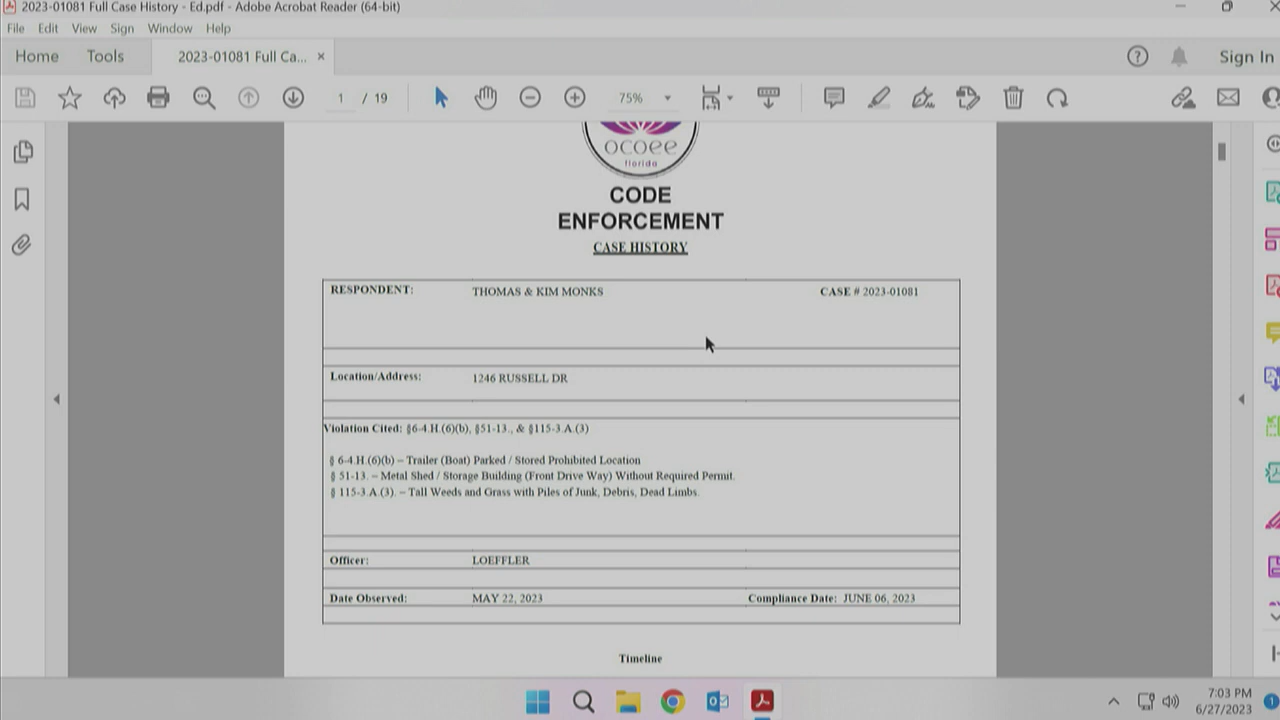 2023-01081 Full Case History - Ed.pdf - Adobe Acrobat Reader (64-bit)
File Edit View Sign Window Help
Home Tools 2023-01081 Full Ca... × Sign In
1 / 19 75%
ocoee
florida
CODE
ENFORCEMENT
CASE HISTORY
RESPONDENT: THOMAS & KIM MONKS CASE # 2023-01081
Location/Address: 1246 RUSSELL DR
Violation Cited: §6-4.H.(6)(b), §51-13., & §115-3.A.(3)
§ 6-4.H.(6)(b) – Trailer (Boat) Parked / Stored Prohibited Location
§ 51-13. – Metal Shed / Storage Building (Front Drive Way) Without Required Permit.
§ 115-3.A.(3). – Tall Weeds and Grass with Piles of Junk, Debris, Dead Limbs.
Officer: LOEFFLER
Date Observed: MAY 22, 2023 Compliance Date: JUNE 06, 2023
Timeline
7:03 PM
6/27/2023
1